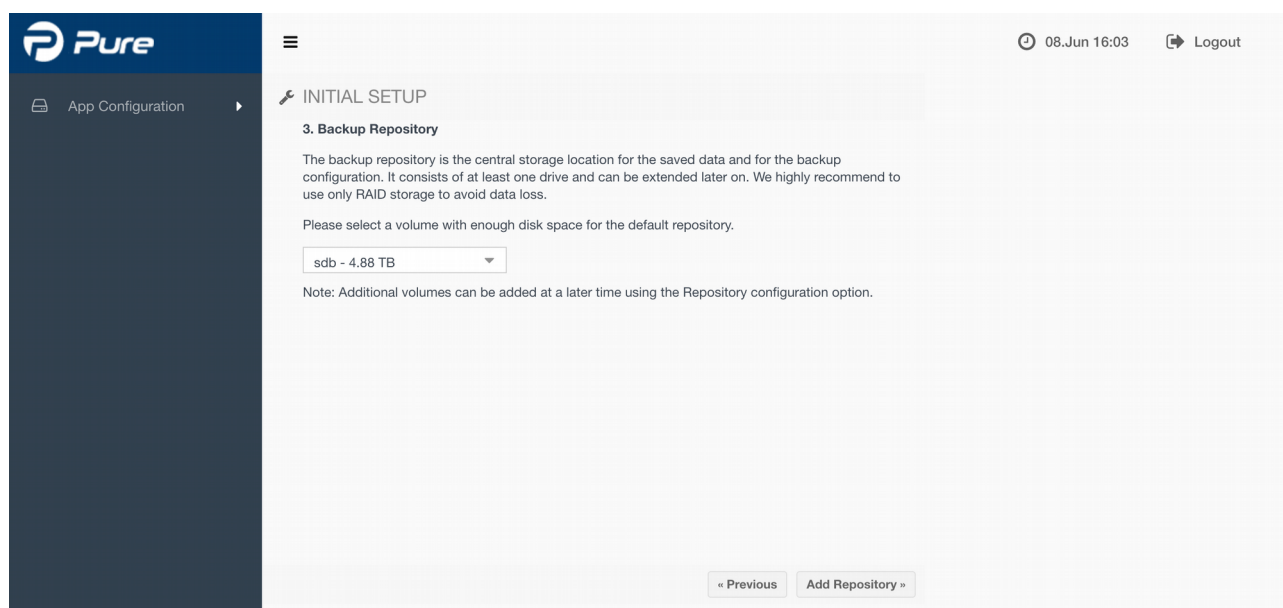 Pure
08.Jun 16:03
Logout
App Configuration
INITIAL SETUP
3. Backup Repository
The backup repository is the central storage location for the saved data and for the backup
configuration. It consists of at least one drive and can be extended later on. We highly recommend to
use only RAID storage to avoid data loss.
Please select a volume with enough disk space for the default repository.
sdb - 4.88 TB
Note: Additional volumes can be added at a later time using the Repository configuration option.
« Previous
Add Repository »